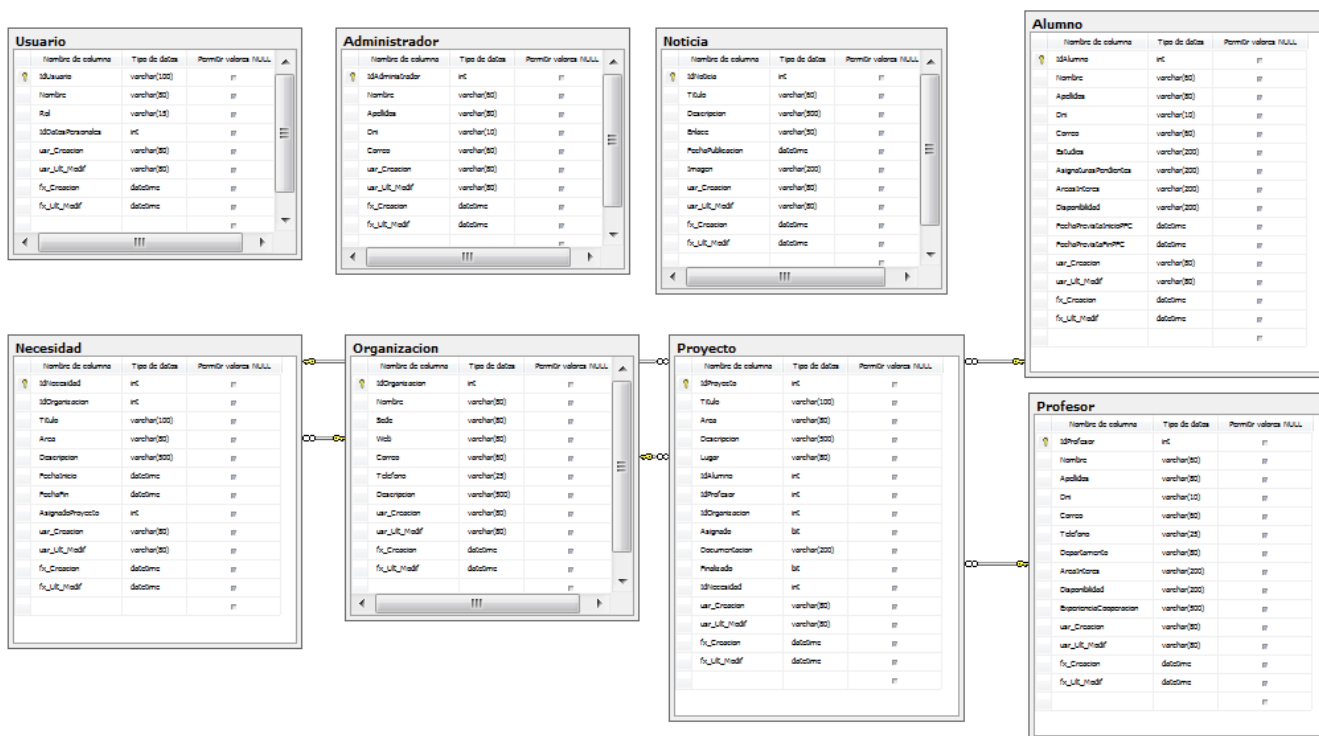 Usuario
Nombre de columna Tipo de datos Permitir valores NULL
IdUsuario varchar(100)
Nombre varchar(50)
Rol varchar(15)
IdDatosPersonales int
usr_Creacion varchar(50)
usr_Ult_Modif varchar(50)
fx_Creacion datetime
fx_Ult_Modif datetime
Administrador
Nombre de columna Tipo de datos Permitir valores NULL
IdAdministrador int
Nombre varchar(50)
Apellidos varchar(50)
Dni varchar(10)
Correo varchar(50)
usr_Creacion varchar(50)
usr_Ult_Modif varchar(50)
fx_Creacion datetime
fx_Ult_Modif datetime
Noticia
Nombre de columna Tipo de datos Permitir valores NULL
IdNoticia int
Titulo varchar(50)
Descripcion varchar(500)
Enlace varchar(50)
FechaPublicacion datetime
Imagen varchar(200)
usr_Creacion varchar(50)
usr_Ult_Modif varchar(50)
fx_Creacion datetime
fx_Ult_Modif datetime
Alumno
Nombre de columna Tipo de datos Permitir valores NULL
IdAlumno int
Nombre varchar(50)
Apellidos varchar(50)
Dni varchar(10)
Correo varchar(50)
Estudios varchar(200)
AsignaturasPendientes varchar(200)
AreasInteres varchar(200)
Disponibilidad varchar(200)
FechaPrevistaInicioPFC datetime
FechaPrevistaFinPFC datetime
usr_Creacion varchar(50)
usr_Ult_Modif varchar(50)
fx_Creacion datetime
fx_Ult_Modif datetime
Necesidad
Nombre de columna Tipo de datos Permitir valores NULL
IdNecesidad int
IdOrganizacion int
Titulo varchar(100)
Area varchar(50)
Descripcion varchar(500)
FechaInicio datetime
FechaFin datetime
AsignadoProyecto int
usr_Creacion varchar(50)
usr_Ult_Modif varchar(50)
fx_Creacion datetime
fx_Ult_Modif datetime
Organizacion
Nombre de columna Tipo de datos Permitir valores NULL
IdOrganizacion int
Nombre varchar(50)
Sede varchar(50)
Web varchar(50)
Correo varchar(50)
Telefono varchar(25)
Descripcion varchar(500)
usr_Creacion varchar(50)
usr_Ult_Modif varchar(50)
fx_Creacion datetime
fx_Ult_Modif datetime
Proyecto
Nombre de columna Tipo de datos Permitir valores NULL
IdProyecto int
Titulo varchar(100)
Area varchar(50)
Descripcion varchar(500)
Lugar varchar(50)
IdAlumno int
IdProfesor int
IdOrganizacion int
Asignado bit
Documentacion varchar(200)
Finalizado bit
IdNecesidad int
usr_Creacion varchar(50)
usr_Ult_Modif varchar(50)
fx_Creacion datetime
fx_Ult_Modif datetime
Profesor
Nombre de columna Tipo de datos Permitir valores NULL
IdProfesor int
Nombre varchar(50)
Apellidos varchar(50)
Dni varchar(10)
Correo varchar(50)
Telefono varchar(25)
Departamento varchar(50)
AreaInteres varchar(200)
Disponibilidad varchar(200)
ExperienciaCooperacion varchar(500)
usr_Creacion varchar(50)
usr_Ult_Modif varchar(50)
fx_Creacion datetime
fx_Ult_Modif datetime